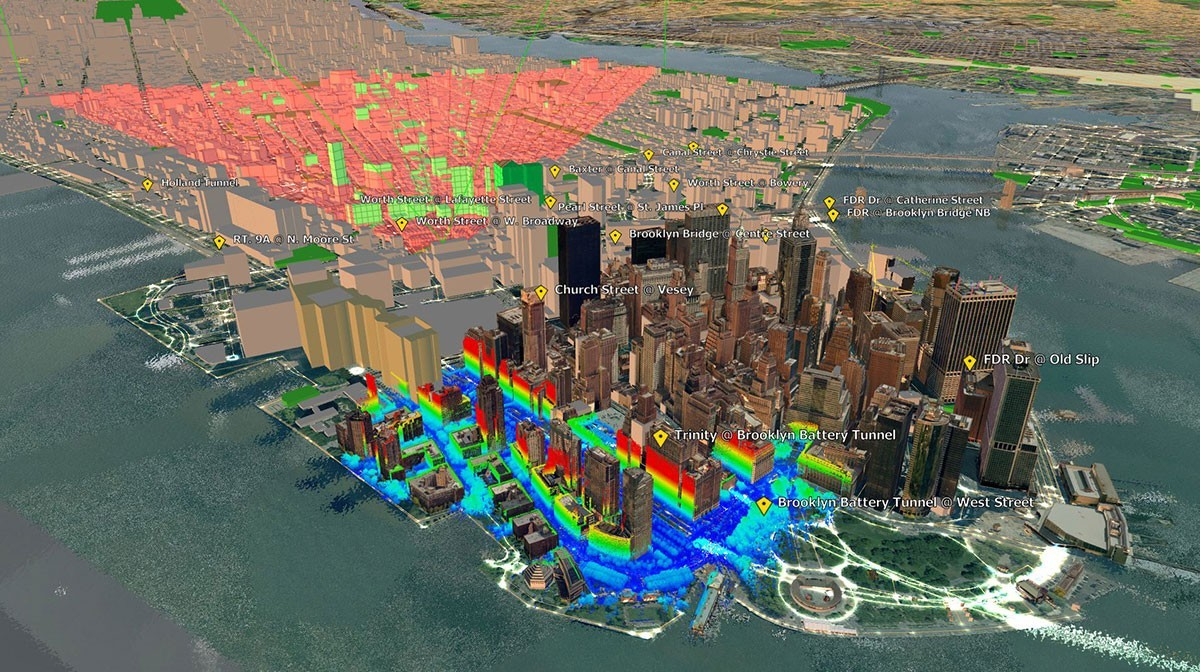 Canal Street @ Chrystie Street
Baxter @ Canal Street
Holland Tunnel
Worth Street @ Bowery
Worth Street @ Lafayette Street
FDR Dr @ Catherine Street
Pearl Street @ St. James Pl
FDR @ Brooklyn Bridge NB
Worth Street @ W. Broadway
Brooklyn Bridge @ Centre Street
RT. 9A @ N. Moore St
Church Street @ Vesey
FDR Dr @ Old Slip
Trinity @ Brooklyn Battery Tunnel
Brooklyn Battery Tunnel @ West Street